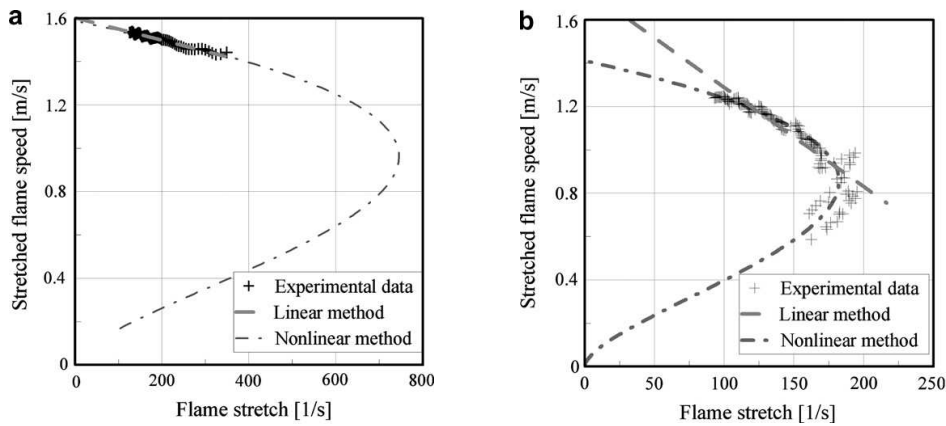 a
1.6
1.2
0.8
0.4
0
Stretched flame speed [m/s]
0 200 400 600 800
Flame stretch [1/s]
Experimental data
Linear method
Nonlinear method
b
1.6
1.2
0.8
0.4
0
Stretched flame speed [m/s]
0 50 100 150 200 250
Flame stretch [1/s]
Experimental data
Linear method
Nonlinear method